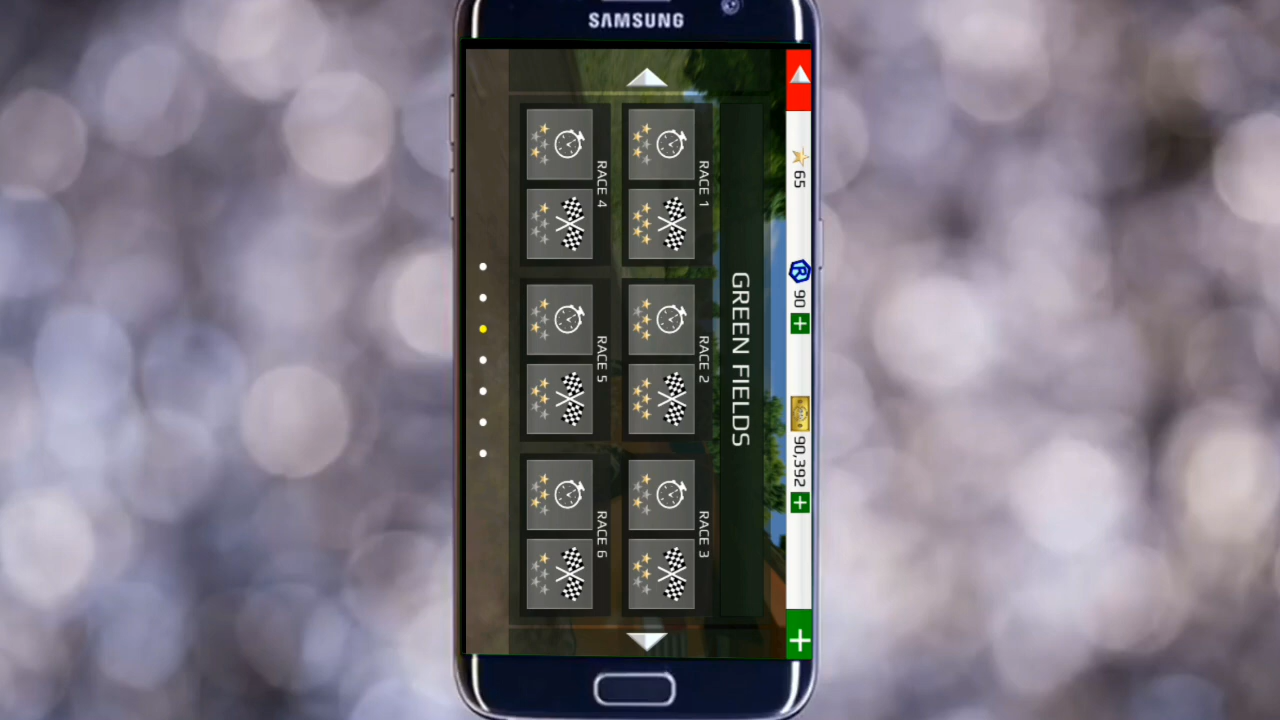 SAMSUNG
65
90
90,392
GREEN FIELDS
RACE 1
RACE 2
RACE 3
RACE 4
RACE 5
RACE 6